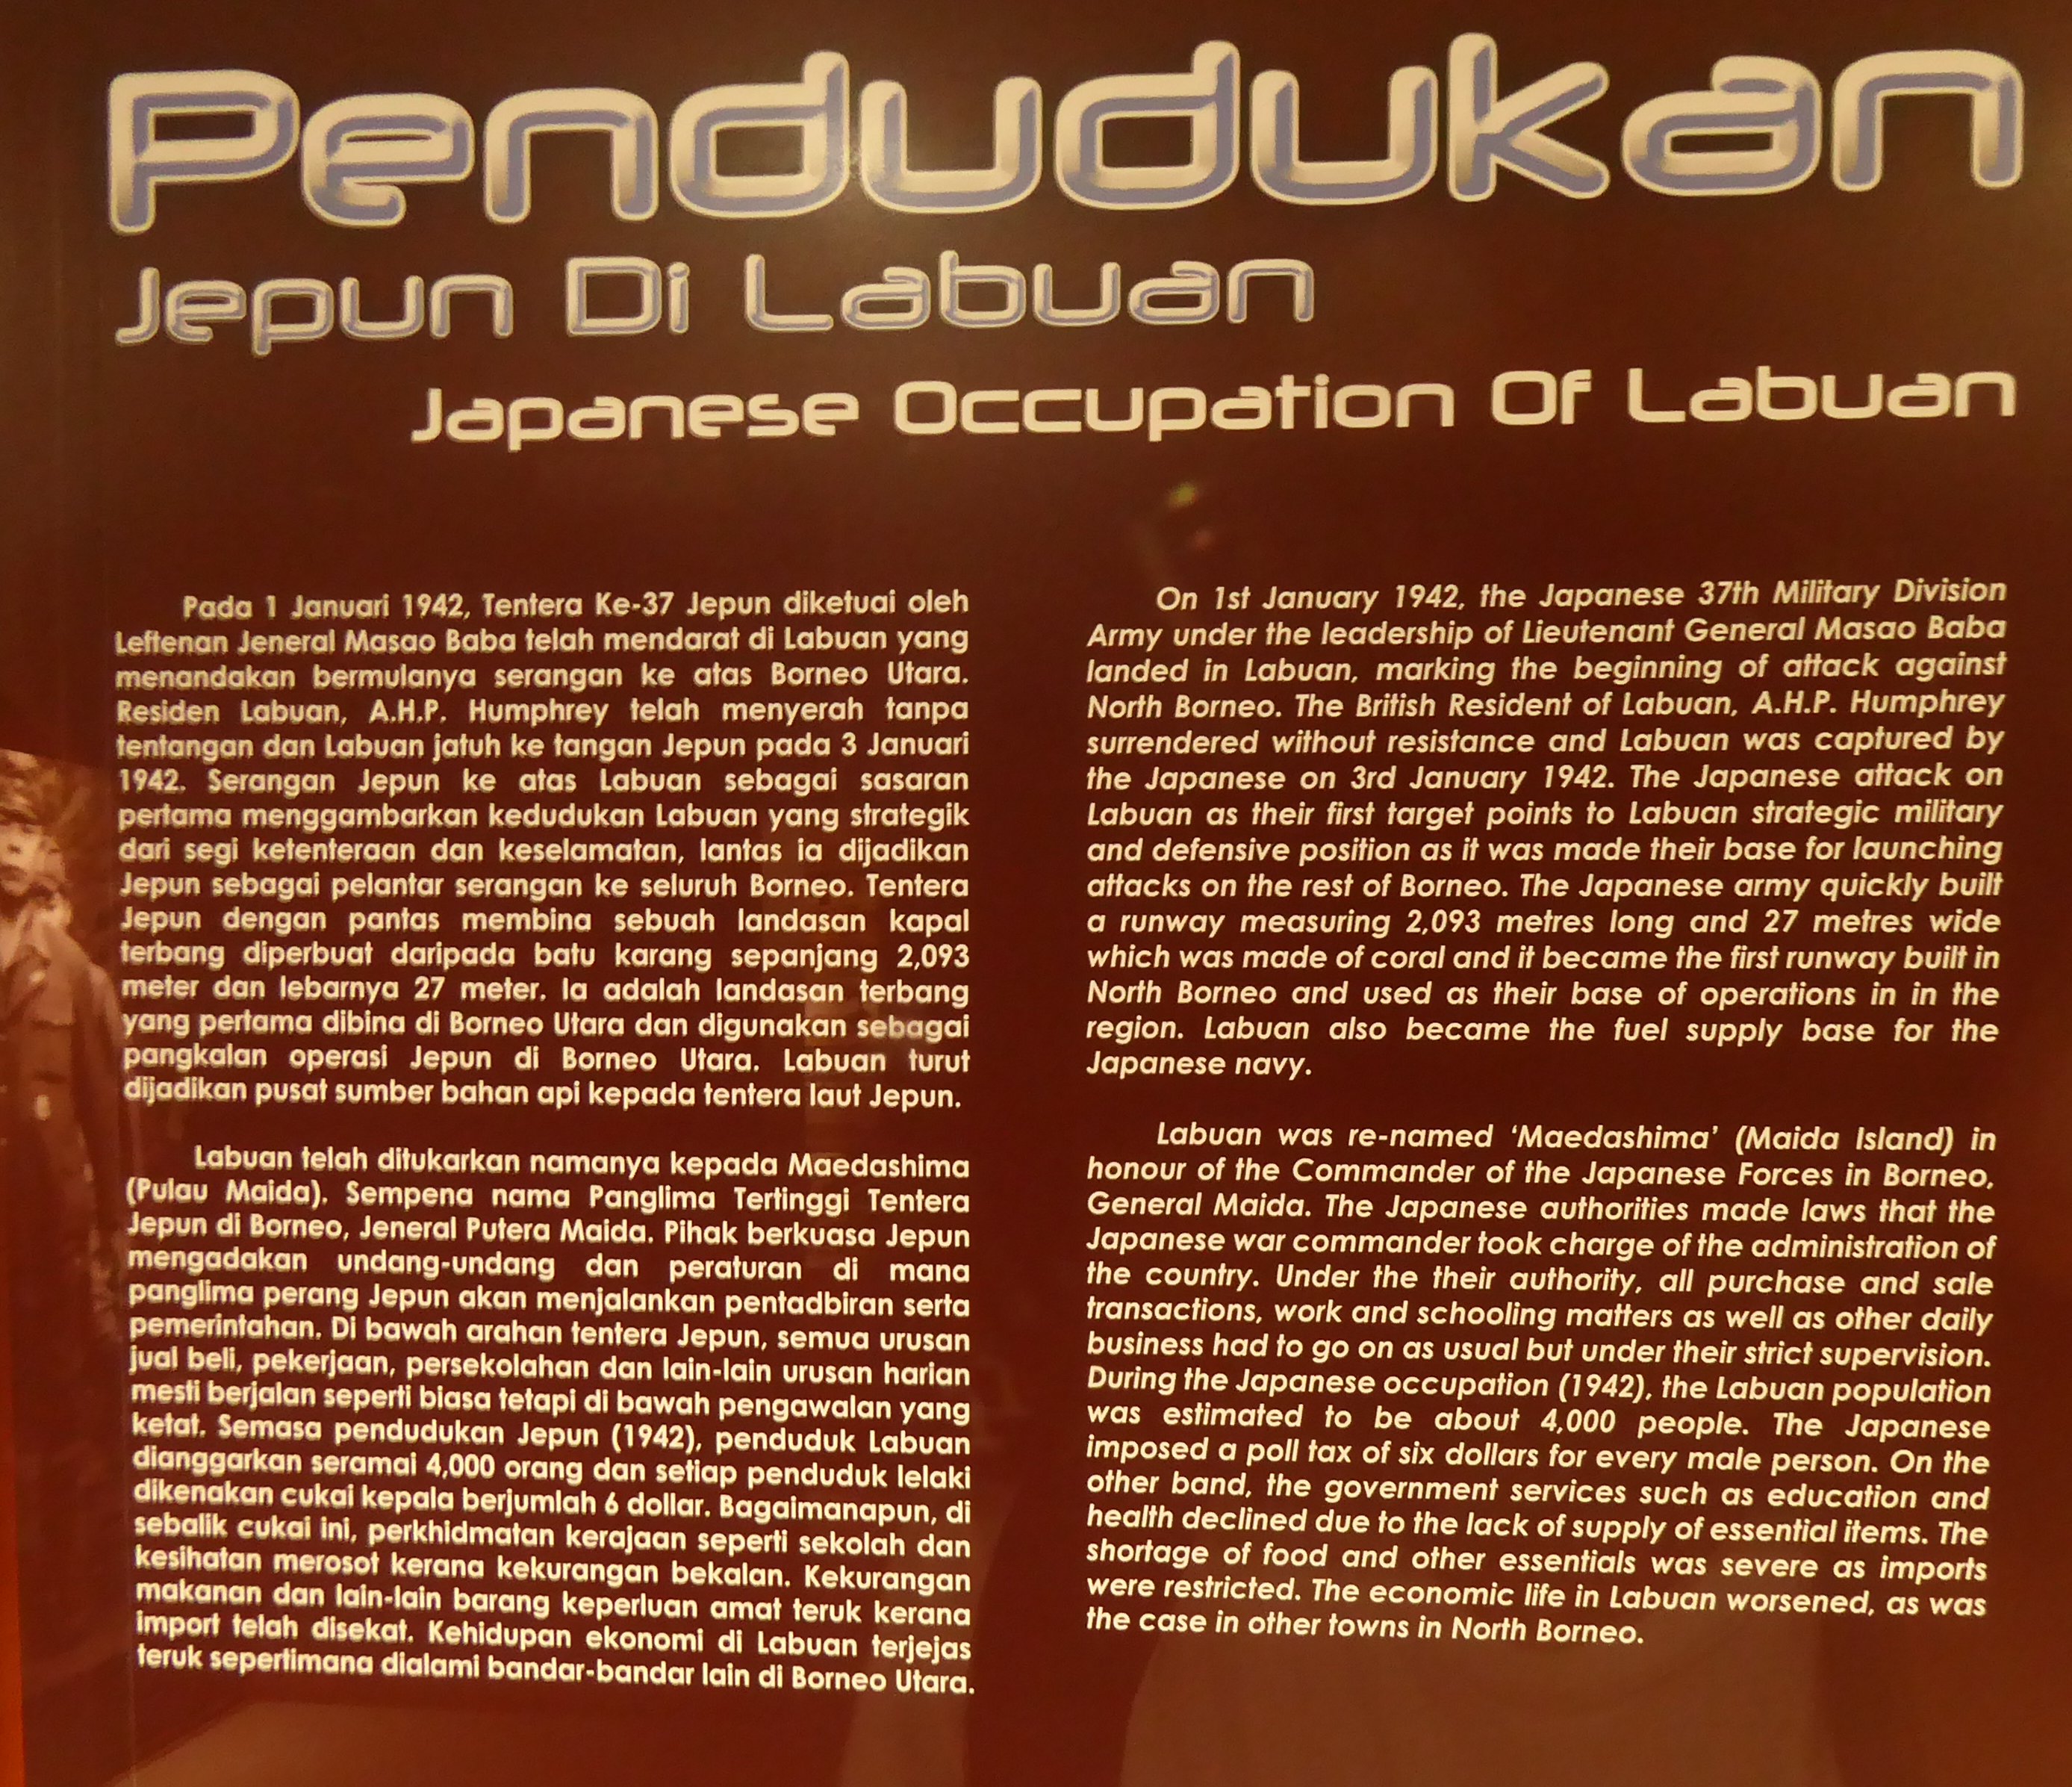 Pendudukan
Jepun Di Labuan
Japanese Occupation Of Labuan
Pada 1 Januari 1942, Tentera Ke-37 Jepun diketuai oleh
Leftenan Jeneral Masao Baba telah mendarat di Labuan yang
menandakan bermulanya serangan ke atas Borneo Utara.
Residen Labuan, A.H.P. Humphrey telah menyerah tanpa
tentangan dan Labuan jatuh ke tangan Jepun pada 3 Januari
1942. Serangan Jepun ke atas Labuan sebagai sasaran
pertama menggambarkan kedudukan Labuan yang strategik
dari segi ketenteraan dan keselamatan, lantas ia dijadikan
Jepun sebagai pelantar serangan ke seluruh Borneo. Tentera
Jepun dengan pantas membina sebuah landasan kapal
terbang diperbuat daripada batu karang sepanjang 2,093
meter dan lebarnya 27 meter. Ia adalah landasan terbang
yang pertama dibina di Borneo Utara dan digunakan sebagai
pangkalan operasi Jepun di Borneo Utara. Labuan turut
dijadikan pusat sumber bahan api kepada tentera laut Jepun.
Labuan telah ditukarkan namanya kepada Maedashima
(Pulau Maida). Sempena nama Panglima Tertinggi Tentera
Jepun di Borneo, Jeneral Putera Maida. Pihak berkuasa Jepun
mengadakan undang-undang dan peraturan di mana
panglima perang Jepun akan menjalankan pentadbiran serta
pemerintahan. Di bawah arahan tentera Jepun, semua urusan
jual beli, pekerjaan, persekolahan dan lain-lain urusan harian
mesti berjalan seperti biasa tetapi di bawah pengawalan yang
ketat. Semasa pendudukan Jepun (1942), penduduk Labuan
dianggarkan seramai 4,000 orang dan setiap penduduk lelaki
dikenakan cukai kepala berjumlah 6 dollar. Bagaimanapun, di
sebalik cukai ini, perkhidmatan kerajaan seperti sekolah dan
kesihatan merosot kerana kekurangan bekalan. Kekurangan
makanan dan lain-lain barang keperluan amat teruk kerana
import telah disekat. Kehidupan ekonomi di Labuan terjejas
teruk sepertimana dialami bandar-bandar lain di Borneo Utara.
On 1st January 1942, the Japanese 37th Military Division
Army under the leadership of Lieutenant General Masao Baba
landed in Labuan, marking the beginning of attack against
North Borneo. The British Resident of Labuan, A.H.P. Humphrey
surrendered without resistance and Labuan was captured by
the Japanese on 3rd January 1942. The Japanese attack on
Labuan as their first target points to Labuan strategic military
and defensive position as it was made their base for launching
attacks on the rest of Borneo. The Japanese army quickly built
a runway measuring 2,093 metres long and 27 metres wide
which was made of coral and it became the first runway built in
North Borneo and used as their base of operations in in the
region. Labuan also became the fuel supply base for the
Japanese navy.
Labuan was re-named ‘Maedashima’ (Maida Island) in
honour of the Commander of the Japanese Forces in Borneo,
General Maida. The Japanese authorities made laws that the
Japanese war commander took charge of the administration of
the country. Under the their authority, all purchase and sale
transactions, work and schooling matters as well as other daily
business had to go on as usual but under their strict supervision.
During the Japanese occupation (1942), the Labuan population
was estimated to be about 4,000 people. The Japanese
imposed a poll tax of six dollars for every male person. On the
other band, the government services such as education and
health declined due to the lack of supply of essential items. The
shortage of food and other essentials was severe as imports
were restricted. The economic life in Labuan worsened, as was
the case in other towns in North Borneo.